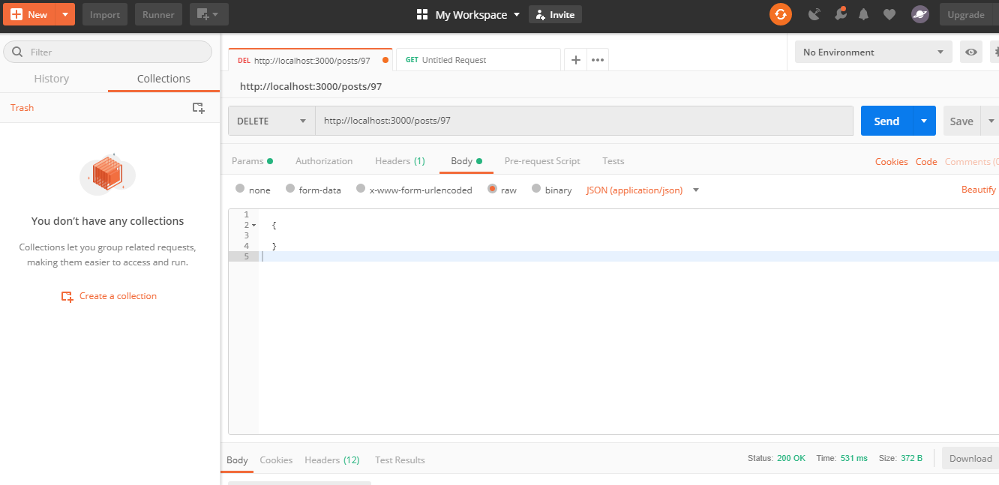 New Import Runner My Workspace Invite Upgrade
Filter
History Collections
Trash
You don’t have any collections
Collections let you group related requests,
making them easier to access and run.
Create a collection
DEL http://localhost:3000/posts/97 GET Untitled Request No Environment
http://localhost:3000/posts/97
DELETE http://localhost:3000/posts/97 Send Save
Params Authorization Headers (1) Body Pre-request Script Tests Cookies Code Comments (0
none form-data x-www-form-urlencoded raw binary JSON (application/json) Beautify
1
2 {
3
4 }
5
Body Cookies Headers (12) Test Results Status: 200 OK Time: 531 ms Size: 372 B Download